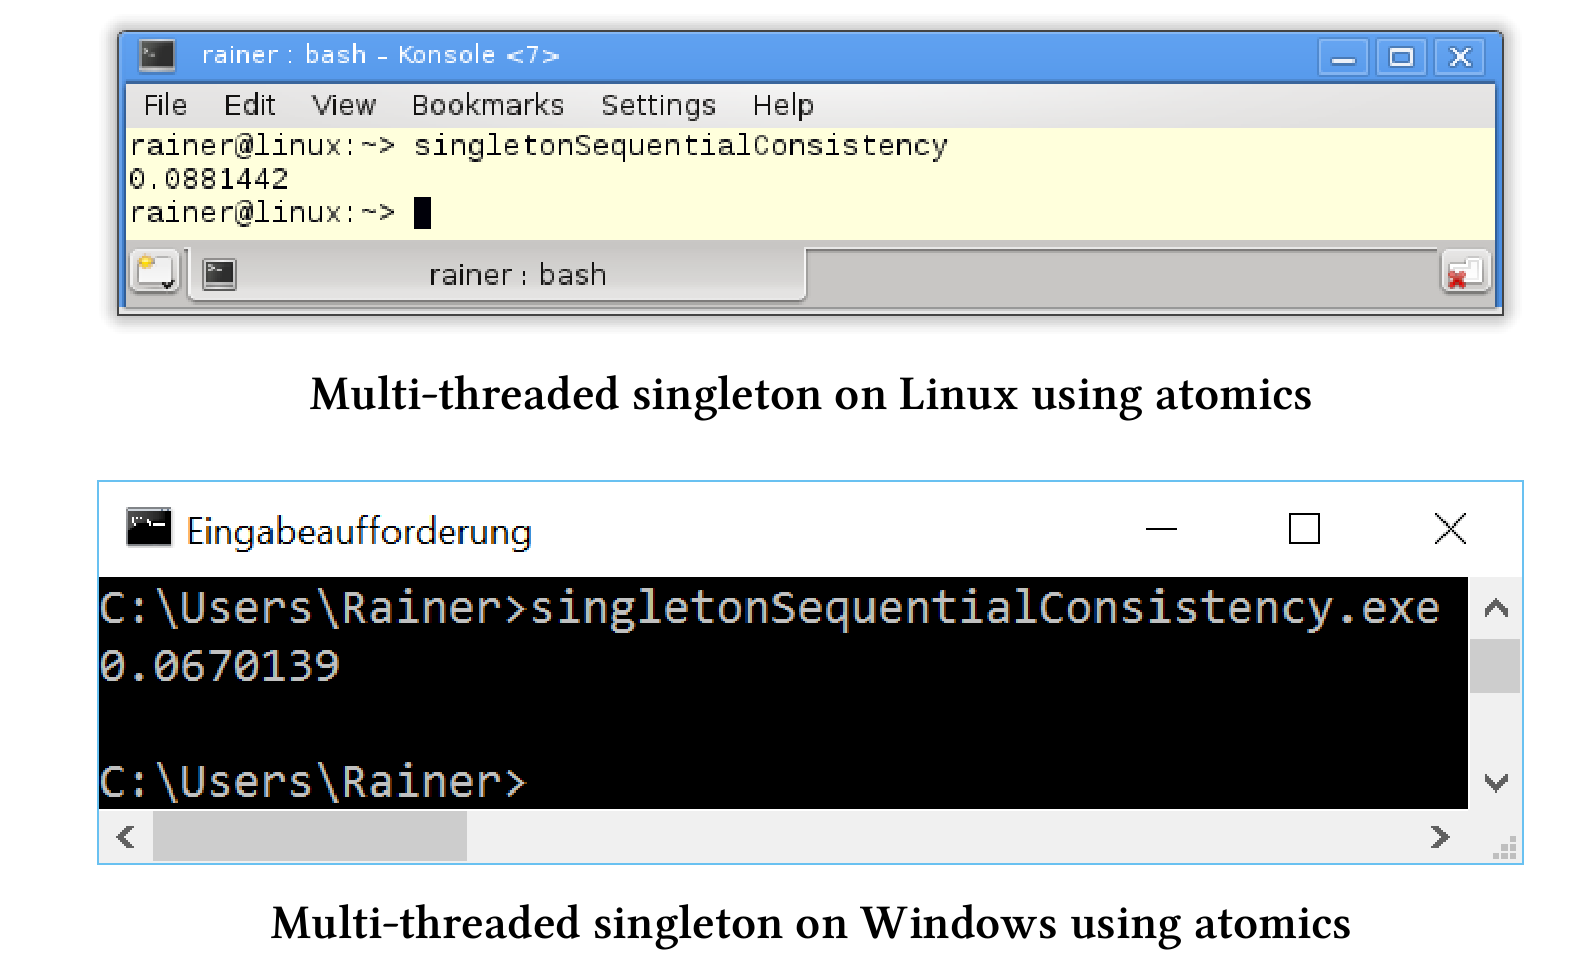 rainer : bash – Konsole <7>
File Edit View Bookmarks Settings Help
rainer@linux:~> singletonSequentialConsistency
0.0881442
rainer@linux:~>
rainer : bash
Multi-threaded singleton on Linux using atomics
Eingabeaufforderung
C:\Users\Rainer>singletonSequentialConsistency.exe
0.0670139
C:\Users\Rainer>
Multi-threaded singleton on Windows using atomics